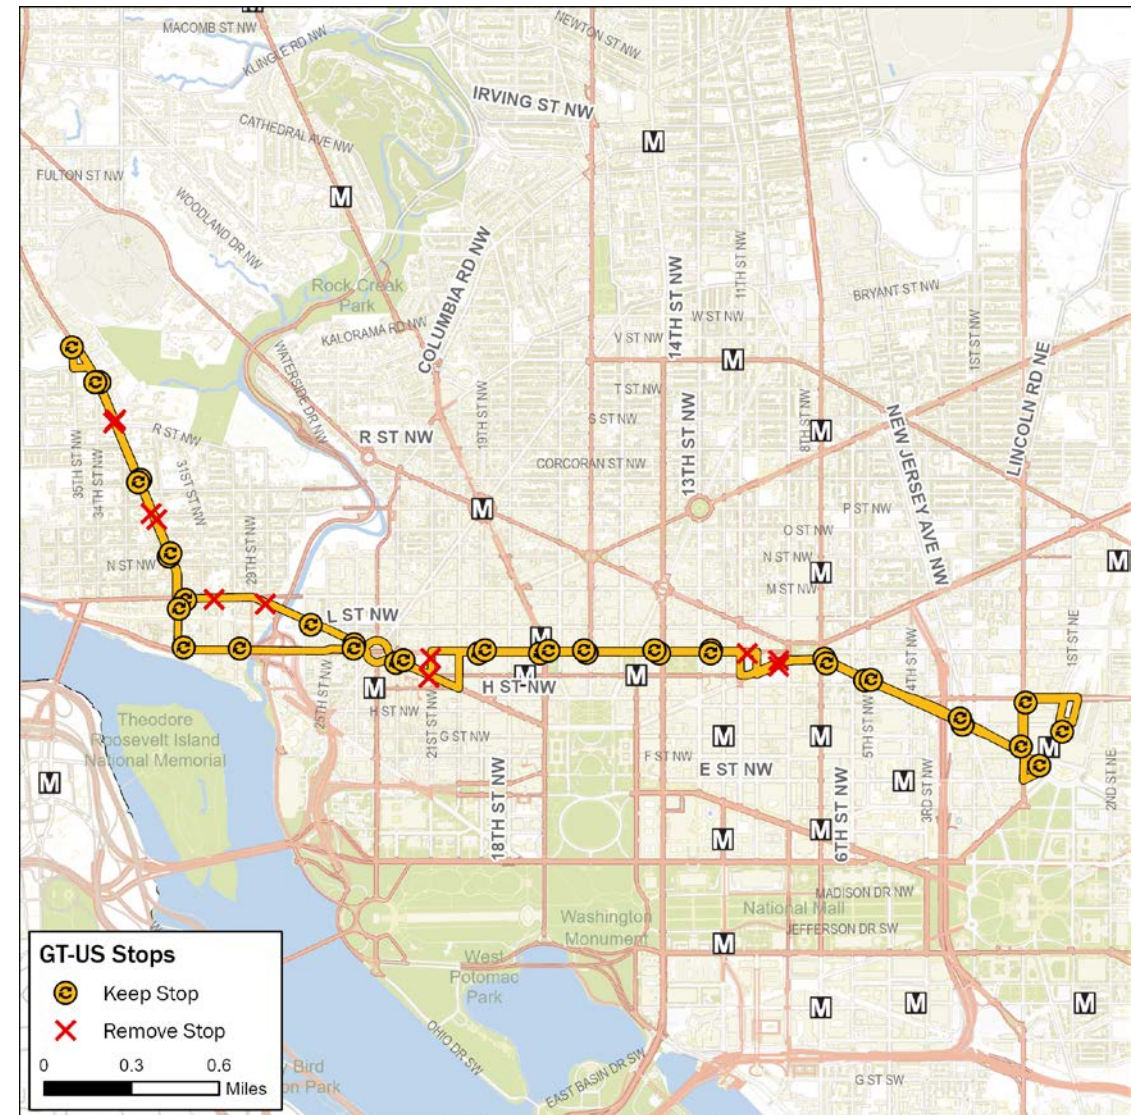 MACOMB ST NW
NEWTON ST NW
KLINGLE RD NW
IRVING ST NW
CATHEDRAL AVE NW
M
FULTON ST NW
M
WOODLAND DR NW
COLUMBIA RD NW
11TH ST NW
14TH ST NW
Rock Creek
Park
BRYANT ST NW
W ST NW
KALORAMA RD NW
V ST NW
1ST ST NW
LINCOLN RD NE
WATERSIDE DR NW
M
T ST NW
19TH ST NW
S ST NW
13TH ST NW
8TH ST NW
NEW JERSEY AVE NW
R ST NW
R ST NW
M
35TH ST NW
34TH ST NW
31ST ST NW
CORCORAN ST NW
M
P ST NW
O ST NW
N ST NW
N ST NW
29TH ST NW
M
M
M ST NW
L ST NW
M
1ST ST NE
4TH ST NW
M
M
M
H ST NW
25TH ST NW
H ST NW
21ST ST NW
G ST NW
Theodore
Roosevelt Island
National Memorial
5TH ST NW
M
M
M
F ST NW
E ST NW
M
M
3RD ST NW
2ND ST NE
18TH ST NW
6TH ST NW
M
M
MADISON DR NW
National Mall
JEFFERSON DR SW
Washington
Monument
M
West
Potomac
Park
M
M
M
OHIO DR SW
EAST BASIN DR SW
G ST SW
Bird
on Park
GT-US Stops
Keep Stop
Remove Stop
0 0.3 0.6
Miles